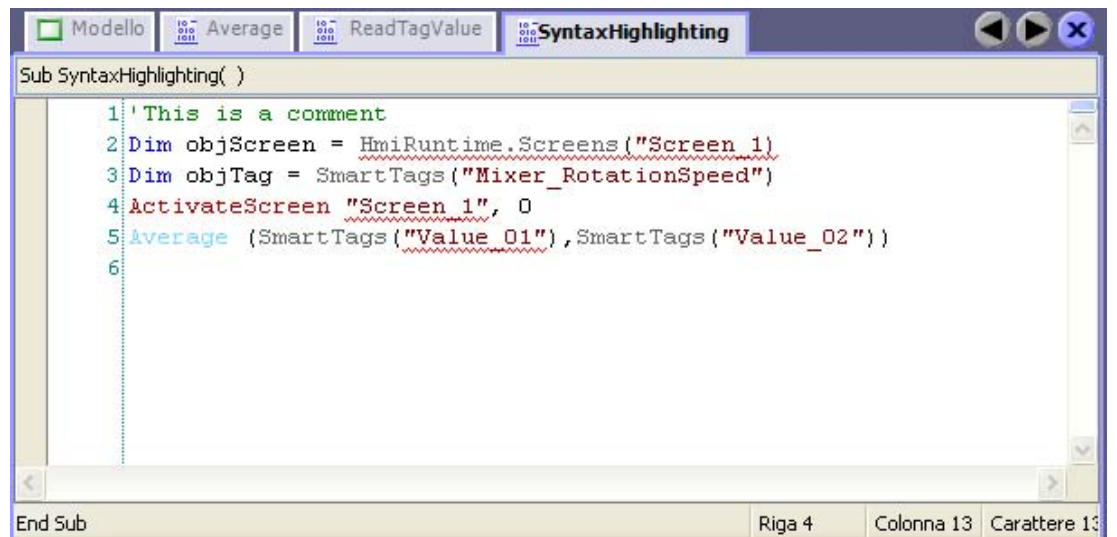 Modello Average ReadTagValue SyntaxHighlighting
Sub SyntaxHighlighting( )
1 'This is a comment
2 Dim objScreen = HmiRuntime.Screens("Screen_1)
3 Dim objTag = SmartTags("Mixer_RotationSpeed")
4 ActivateScreen "Screen_1", 0
5 Average (SmartTags("Value_01"),SmartTags("Value_02"))
6
End Sub Riga 4 Colonna 13 Carattere 13